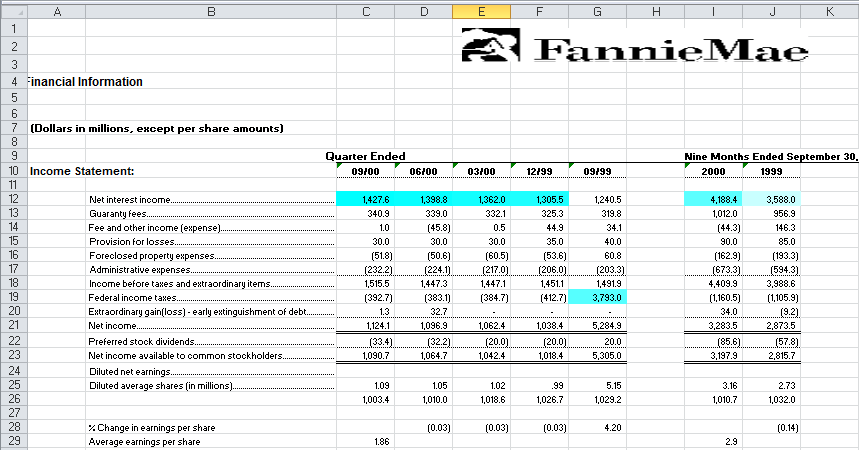 A B C D E F G H I J K
1 FannieMae
2
3
4 Financial Information
5
6
7 (Dollars in millions, except per share amounts)
8
9 Quarter Ended Nine Months Ended September 30,
10 Income Statement: 09/00 06/00 03/00 12/99 09/99 2000 1999
11
12 Net interest income 1,427.6 1,398.8 1,362.0 1,305.5 1,240.5 4,188.4 3,588.0
13 Guaranty fees 340.9 339.0 332.1 325.3 319.8 1,012.0 956.9
14 Fee and other income (expense) 1.0 (45.8) 0.5 44.9 34.1 (44.3) 146.3
15 Provision for losses 30.0 30.0 30.0 35.0 40.0 90.0 85.0
16 Foreclosed property expenses (51.8) (50.6) (60.5) (53.6) 60.8 (162.9) (193.3)
17 Administrative expenses (232.2) (224.1) (217.0) (206.0) (203.3) (673.3) (594.3)
18 Income before taxes and extraordinary items 1,515.5 1,447.3 1,447.1 1,451.1 1,491.9 4,409.9 3,988.6
19 Federal income taxes (392.7) (383.1) (384.7) (412.7) 3,793.0 (1,160.5) (1,105.9)
20 Extraordinary gain(loss) - early extinguishment of debt 1.3 32.7 - - - 34.0 (9.2)
21 Net income 1,124.1 1,096.9 1,062.4 1,038.4 5,284.9 3,283.5 2,873.5
22 Preferred stock dividends (33.4) (32.2) (20.0) (20.0) 20.0 (85.6) (57.8)
23 Net income available to common stockholders 1,090.7 1,064.7 1,042.4 1,018.4 5,305.0 3,197.9 2,815.7
24 Diluted net earnings
25 Diluted average shares (in millions) 1.09 1.05 1.02 .99 5.15 3.16 2.73
26 1,003.4 1,010.0 1,018.6 1,026.7 1,029.2 1,010.7 1,032.0
27
28 % Change in earnings per share (0.03) (0.03) (0.03) 4.20 (0.14)
29 Average earnings per share 1.86 2.9